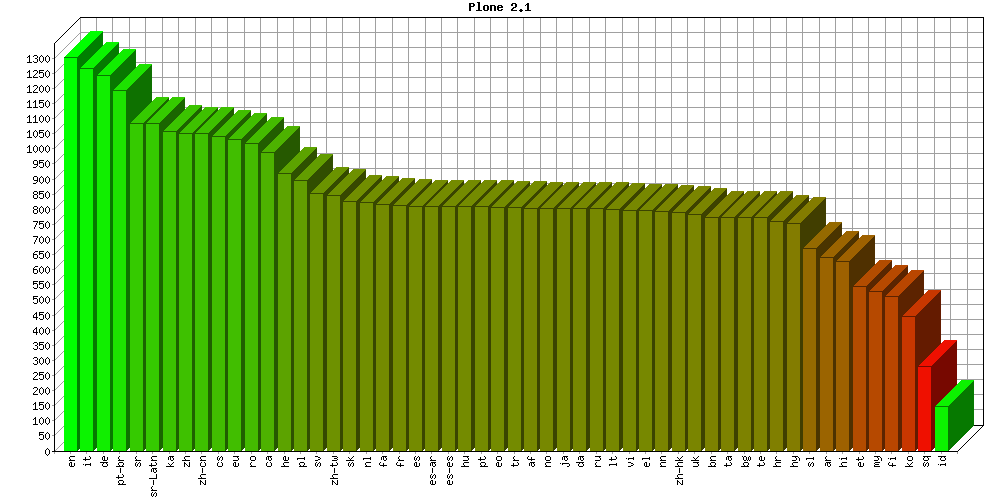 Plone 2.1
1300
1250
1200
1150
1100
1050
1000
950
900
850
800
750
700
650
600
550
500
450
400
350
300
250
200
150
100
50
0
en
it
de
pt-br
sr
sr-Latn
ka
zh
zh-cn
cs
eu
ro
ca
he
pl
sv
zh-tw
sk
nl
fa
fr
es
es-ar
es-es
hu
pt
eo
tr
af
no
ja
da
ru
lt
vi
el
nn
zh-hk
uk
bn
ta
bg
te
hr
hy
sl
ar
hi
et
my
fi
ko
sq
id